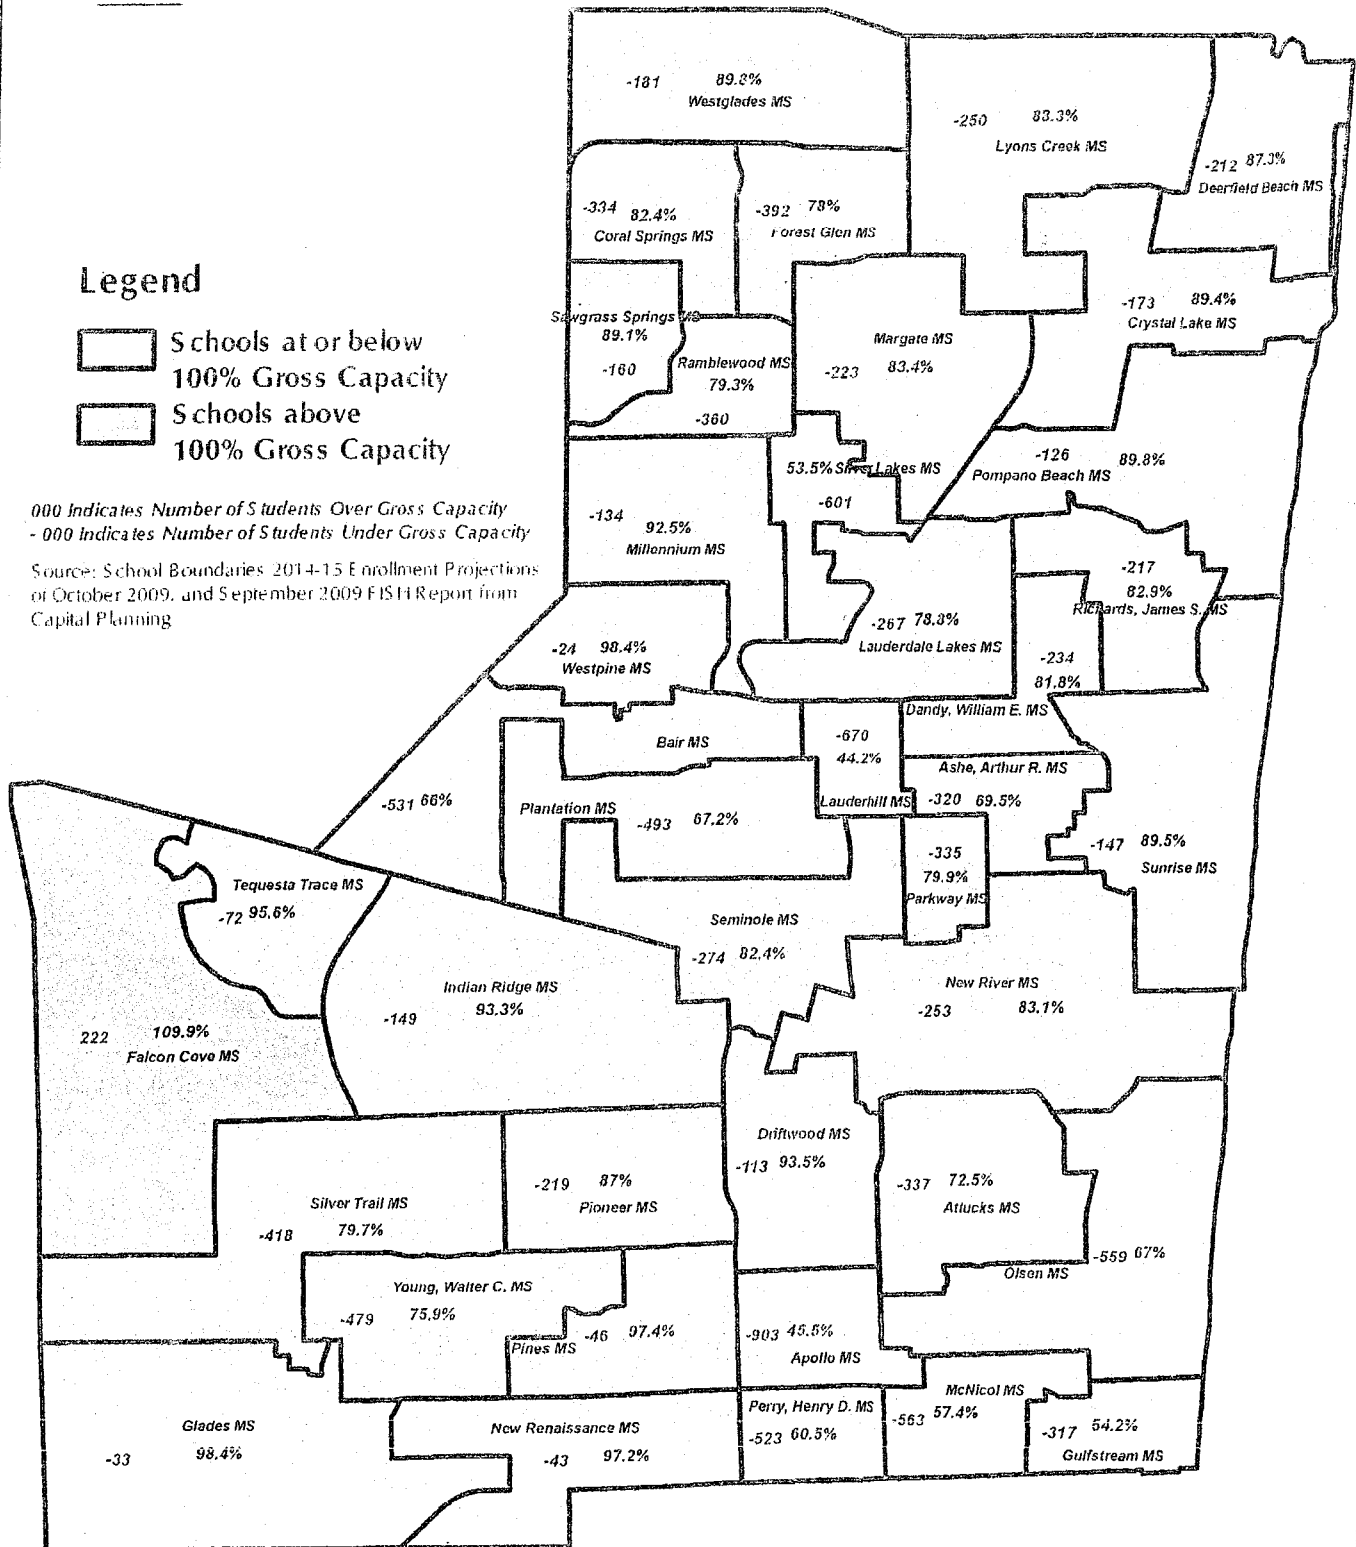 -181 89.8%
Westglades MS
-250 83.3%
Lyons Creek MS
-212 87.3%
Deerfield Beach MS
-334 82.4%
Coral Springs MS
-392 78%
Forest Glen MS
Legend
Schools at or below
100% Gross Capacity
Schools above
100% Gross Capacity
000 Indicates Number of Students Over Gross Capacity
- 000 Indicates Number of Students Under Gross Capacity
Source: School Boundaries 2014-15 Enrollment Projections
of October 2009, and September 2009 FISH Report from
Capital Planning
Sawgrass Springs MS
89.1%
-160
Ramblewood MS
79.3%
-360
Margate MS
-223 83.4%
-173 89.4%
Crystal Lake MS
53.5% Silver Lakes MS
-601
-126 89.8%
Pompano Beach MS
-134 92.5%
Millennium MS
-217
82.9%
Richards, James S. MS
-24 98.4%
Westpine MS
-267 78.3%
Lauderdale Lakes MS
-234
81.8%
Dandy, William E. MS
Bair MS
-531 66%
-670
44.2%
Lauderhill MS
Ashe, Arthur R. MS
-320 69.5%
Plantation MS
-493 67.2%
-147 89.5%
Sunrise MS
-335
79.9%
Parkway MS
Tequesta Trace MS
-72 95.6%
Seminole MS
-274 82.4%
Indian Ridge MS
-149 93.3%
New River MS
-253 83.1%
222 109.9%
Falcon Cove MS
Driftwood MS
-113 93.5%
Silver Trail MS
-418 79.7%
-219 87%
Pioneer MS
-337 72.5%
Attucks MS
-559 67%
Olsen MS
Young, Walter C. MS
-479 75.9%
-46 97.4%
Pines MS
-903 45.5%
Apollo MS
McNicol MS
-563 57.4%
Glades MS
-33 98.4%
New Renaissance MS
-43 97.2%
Perry, Henry D. MS
-523 60.5%
-317 54.2%
Gulfstream MS